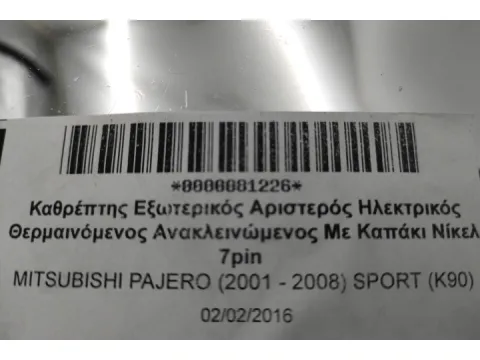 *0000081226*
Καθρέπτης Εξωτερικός Αριστερός Ηλεκτρικός
Θερμαινόμενος Ανακλεινώμενος Με Καπάκι Νίκελ
7pin
MITSUBISHI PAJERO (2001 - 2008) SPORT (K90)
02/02/2016